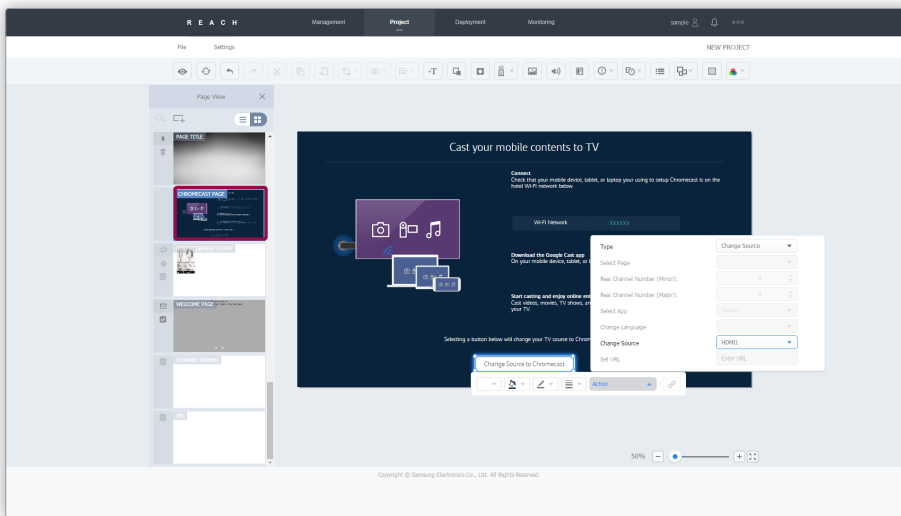 R E A C H
Management
Project
Deployment
Monitoring
sample
File
Settings
NEW PROJECT
Page View
PAGE TITLE
CHROMECAST PAGE
WELCOME PAGE
CHANNEL BANNER
EPG
Cast your mobile contents to TV
Connect
Check that your mobile device, tablet, or laptop your using to setup Chromecast is on the
hotel Wi-Fi network below.
Wi-Fi Network : XXXXXX
Download the Google Cast app
On your mobile device, tablet, or
Start casting and enjoy online ent
Cast videos, movies, TV shows, an
your TV.
Selecting a button below will change your TV source to Chrom
Change Source to Chromecast
Action
Type
Change Source
Select Page
Real Channel Number (Minor):
0
Real Channel Number (Major):
0
Select App
Change Language
Change Source
HDMI1
Set URL
Enter URL
50%
Copyright © Samsung Electronics Co., Ltd. All Rights Reserved.